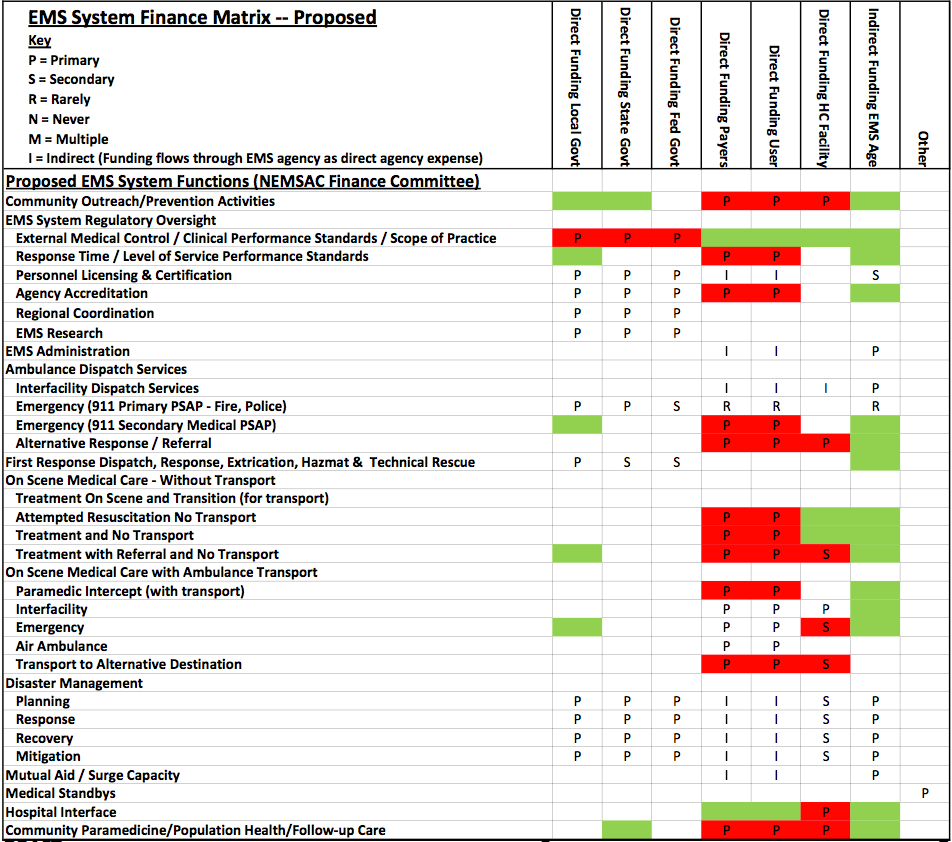 EMS System Finance Matrix -- Proposed
Key
P = Primary
S = Secondary
R = Rarely
N = Never
M = Multiple
I = Indirect (Funding flows through EMS agency as direct agency expense)
Direct Funding Local Govt
Direct Funding State Govt
Direct Funding Fed Govt
Direct Funding Payers
Direct Funding User
Direct Funding HC Facility
Indirect Funding EMS Age
Other
Proposed EMS System Functions (NEMSAC Finance Committee)
Community Outreach/Prevention Activities P P P
EMS System Regulatory Oversight
External Medical Control / Clinical Performance Standards / Scope of Practice P P P
Response Time / Level of Service Performance Standards P P
Personnel Licensing & Certification P P P I I S
Agency Accreditation P P P P P
Regional Coordination P P P
EMS Research P P P
EMS Administration I I P
Ambulance Dispatch Services
Interfacility Dispatch Services I I I P
Emergency (911 Primary PSAP - Fire, Police) P P S R R R
Emergency (911 Secondary Medical PSAP) P P
Alternative Response / Referral P P P
First Response Dispatch, Response, Extrication, Hazmat & Technical Rescue P S S
On Scene Medical Care - Without Transport
Treatment On Scene and Transition (for transport)
Attempted Resuscitation No Transport P P
Treatment and No Transport P P
Treatment with Referral and No Transport P P S
On Scene Medical Care with Ambulance Transport
Paramedic Intercept (with transport) P P
Interfacility P P P
Emergency P P S
Air Ambulance P P
Transport to Alternative Destination P P S
Disaster Management
Planning P P P I I S P
Response P P P I I S P
Recovery P P P I I S P
Mitigation P P P I I S P
Mutual Aid / Surge Capacity I I P
Medical Standbys P
Hospital Interface P
Community Paramedicine/Population Health/Follow-up Care P P P